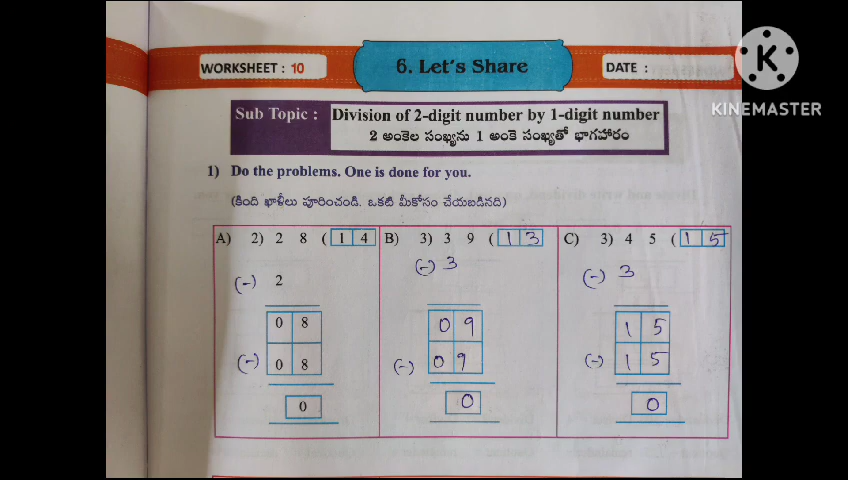 WORKSHEET : 10
6. Let's Share
DATE :
KINEMASTER
Sub Topic : Division of 2-digit number by 1-digit number
2 అంకెల సంఖ్యను 1 అంకె సంఖ్యతో భాగహారం
1) Do the problems. One is done for you.
(కింది ఖాళీలు పూరించండి. ఒకటి మీకోసం చేయబడినది)
A) 2) 2 8 ( 1 4 B) 3) 3 9 ( 1 3 C) 3) 4 5 ( 1 5
(-) 2 (-) 3 (-) 3
0 8 0 9 1 5
(-) 0 8 (-) 0 9 (-) 1 5
0 0 0